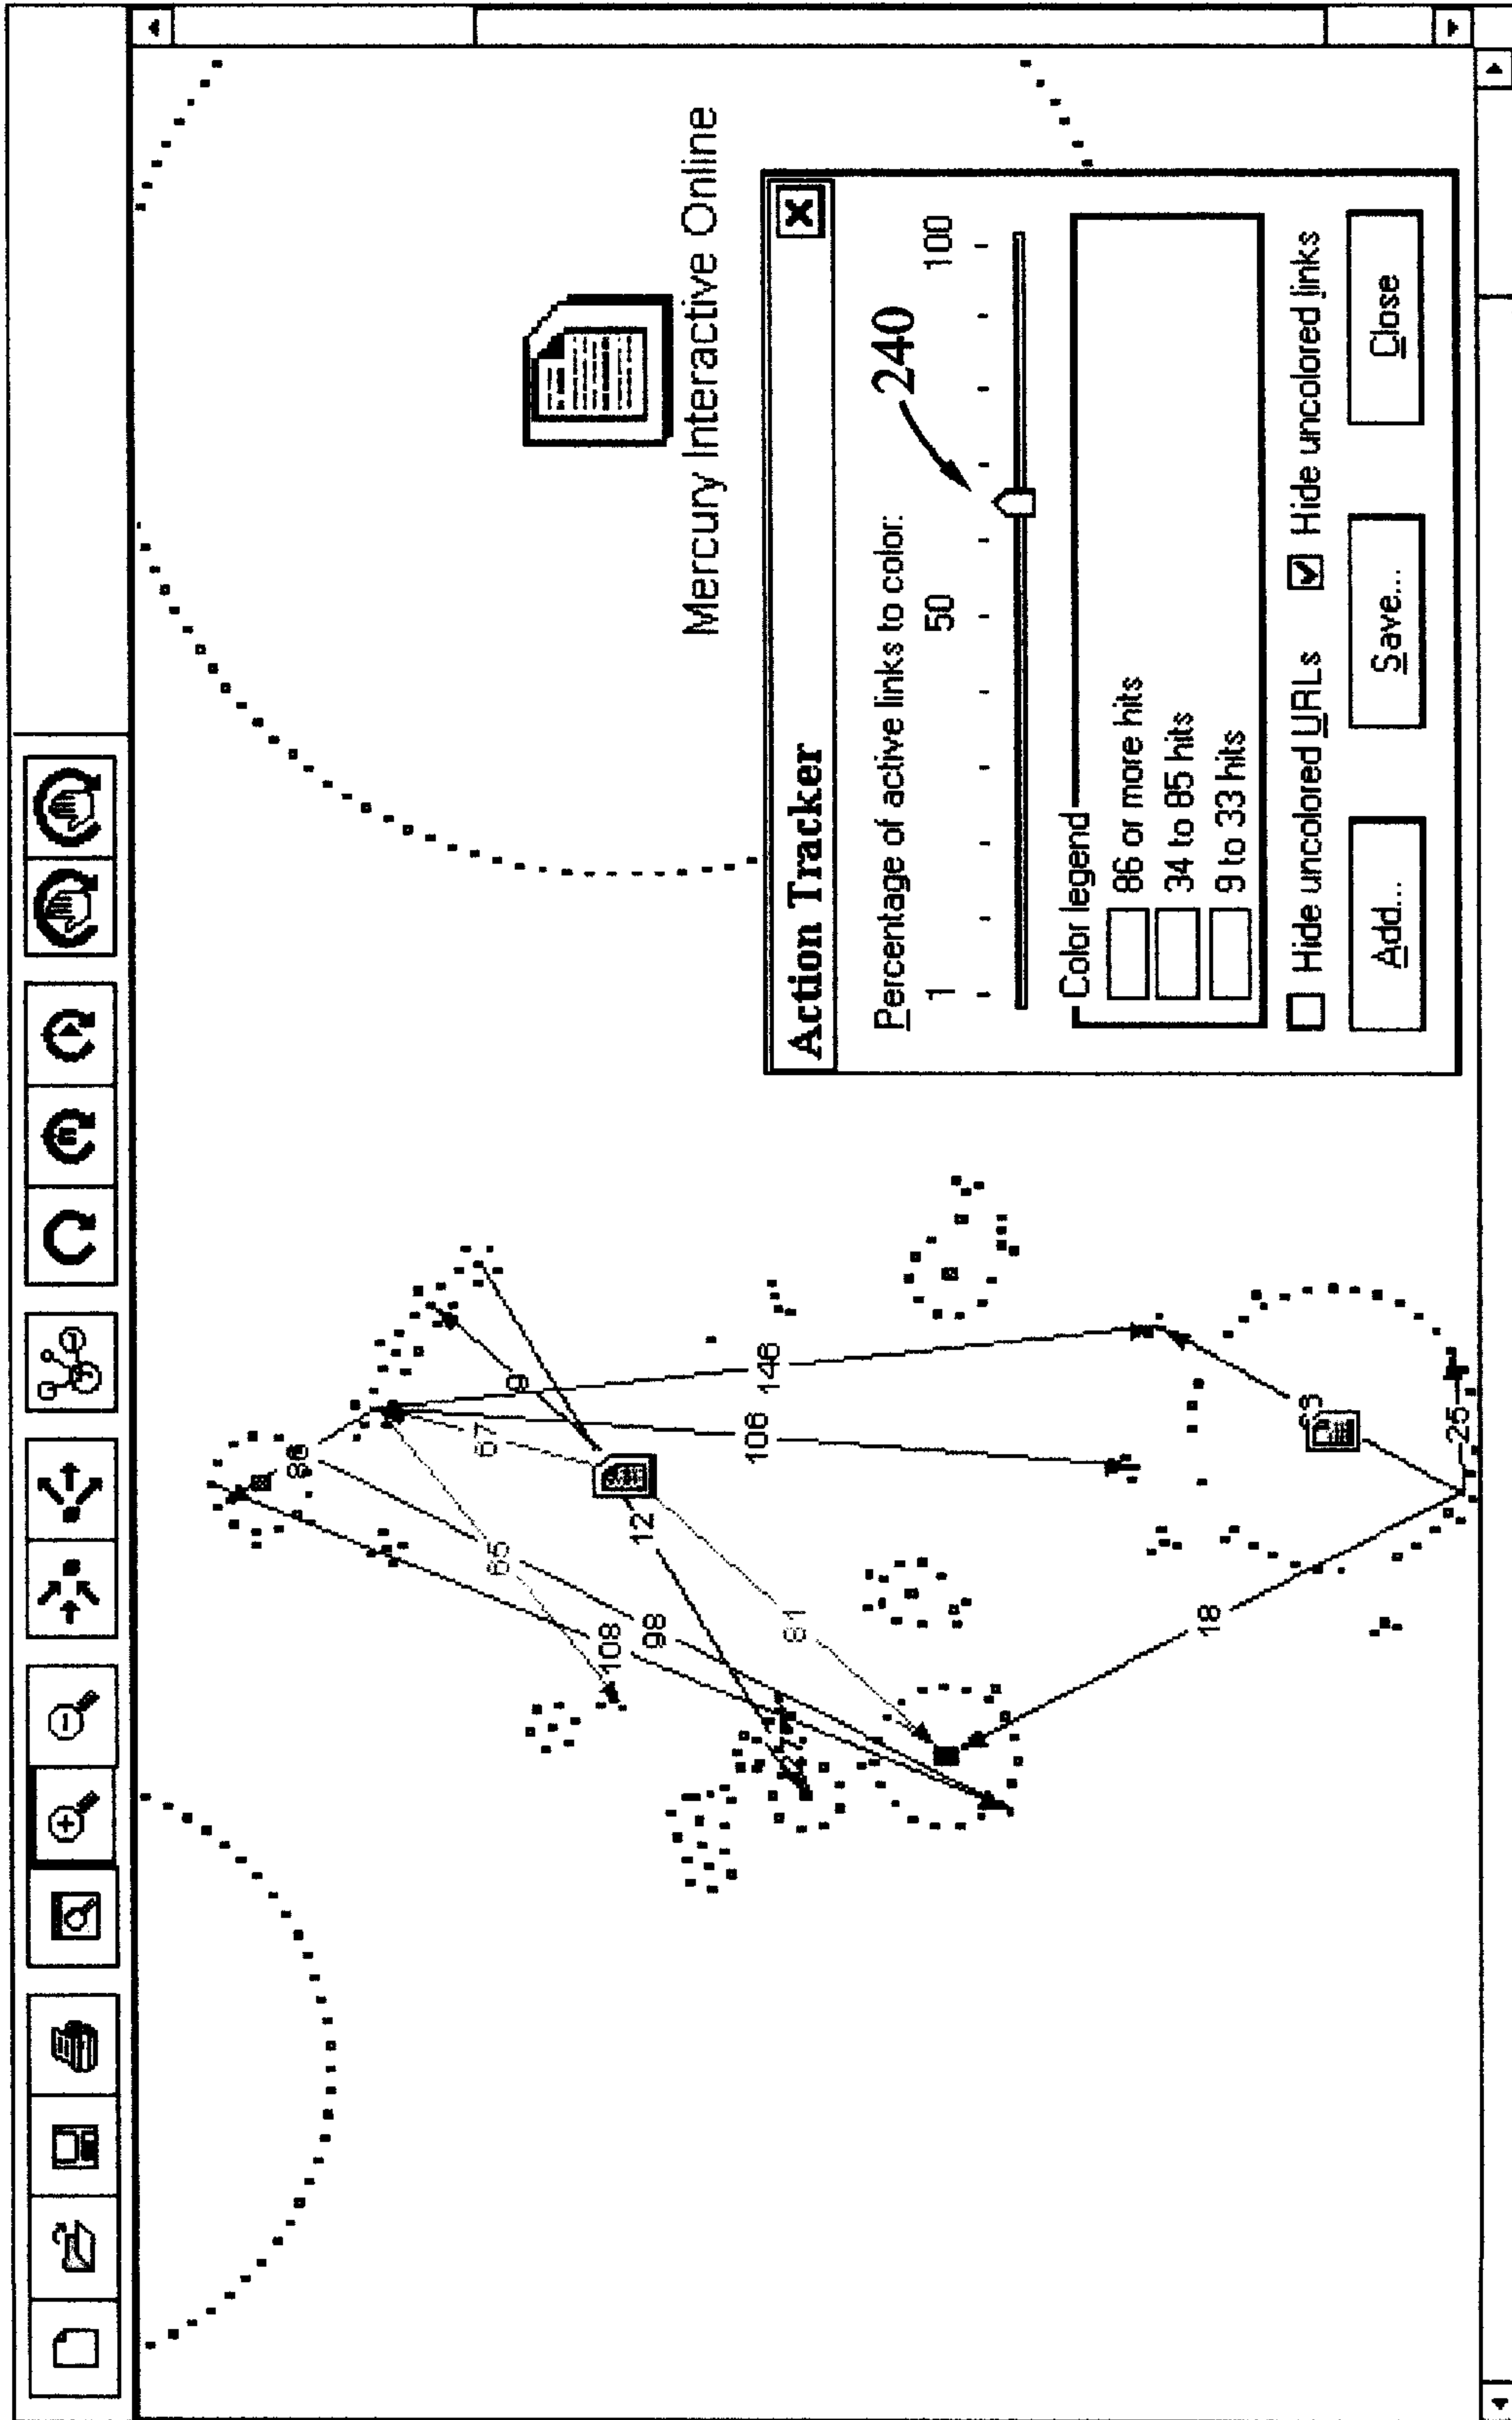 Mercury Interactive Online
Action Tracker
Percentage of active links to color:
1 50 100
240
Color legend
86 or more hits
34 to 85 hits
9 to 33 hits
Hide uncolored URLs
Hide uncolored links
Add...
Save...
Close
67
9
65
12
108
98
146
106
81
18
25